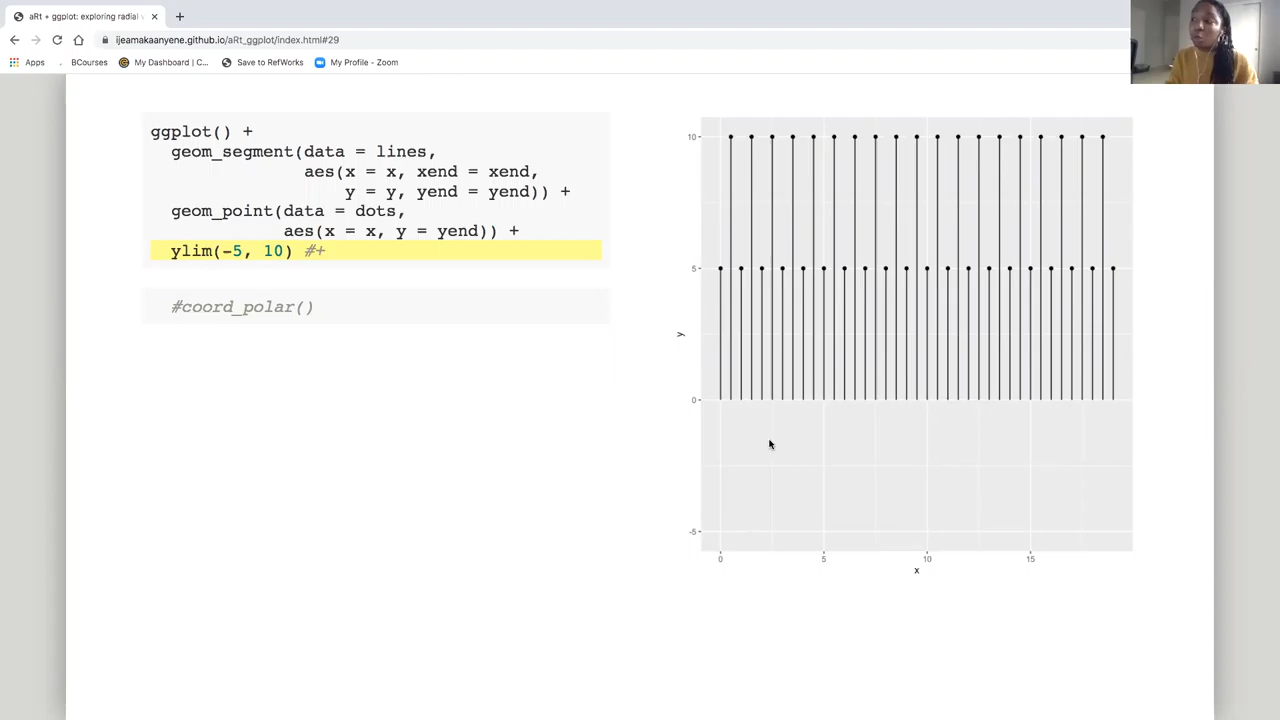 aRt + ggplot: exploring radial v
ijeamakaanyene.github.io/aRt_ggplot/index.html#29
Apps
BCourses
My Dashboard | C...
Save to RefWorks
My Profile - Zoom
ggplot() +
geom_segment(data = lines,
aes(x = x, xend = xend,
y = y, yend = yend)) +
geom_point(data = dots,
aes(x = x, y = yend)) +
ylim(-5, 10) #+
#coord_polar()
10
5
y
0
-5
0 5 10 15
x